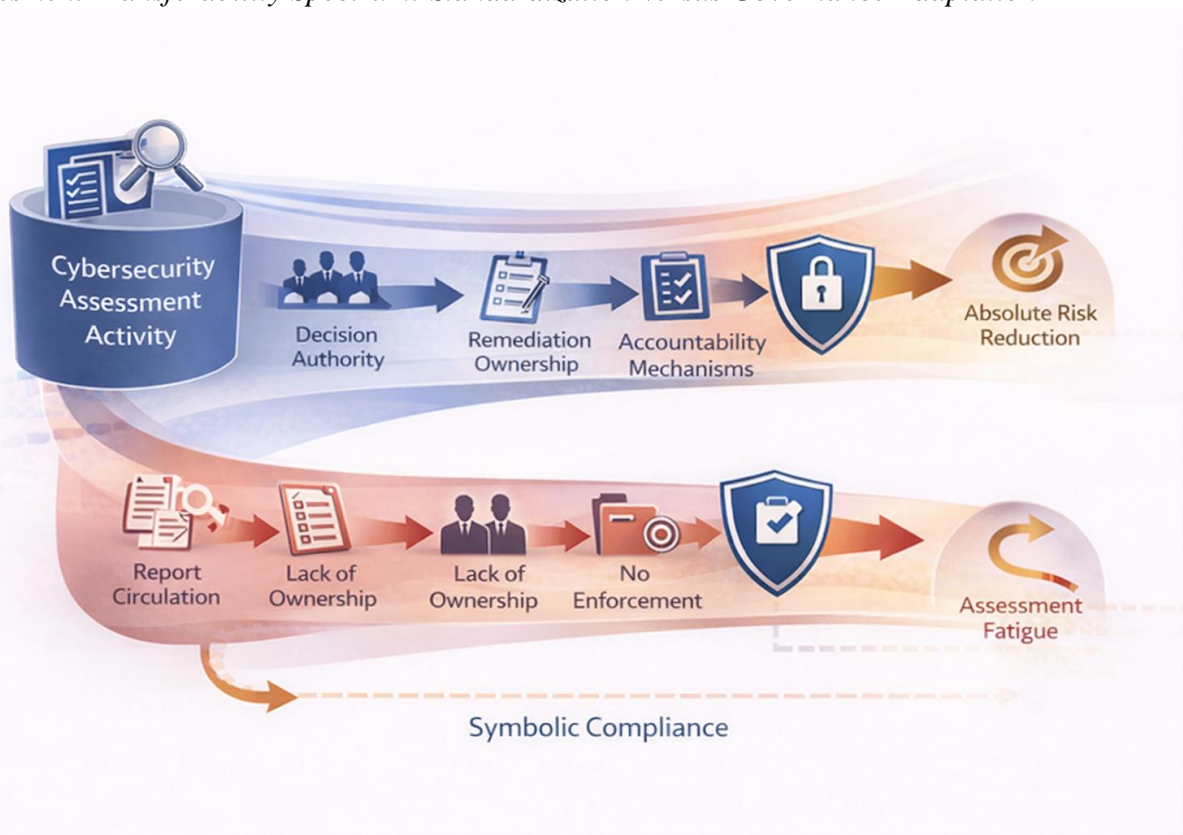 Cybersecurity
Assessment
Activity
Decision
Authority
Remediation
Ownership
Accountability
Mechanisms
Absolute Risk
Reduction
Report
Circulation
Lack of
Ownership
Lack of
Ownership
No
Enforcement
Assessment
Fatigue
Symbolic Compliance